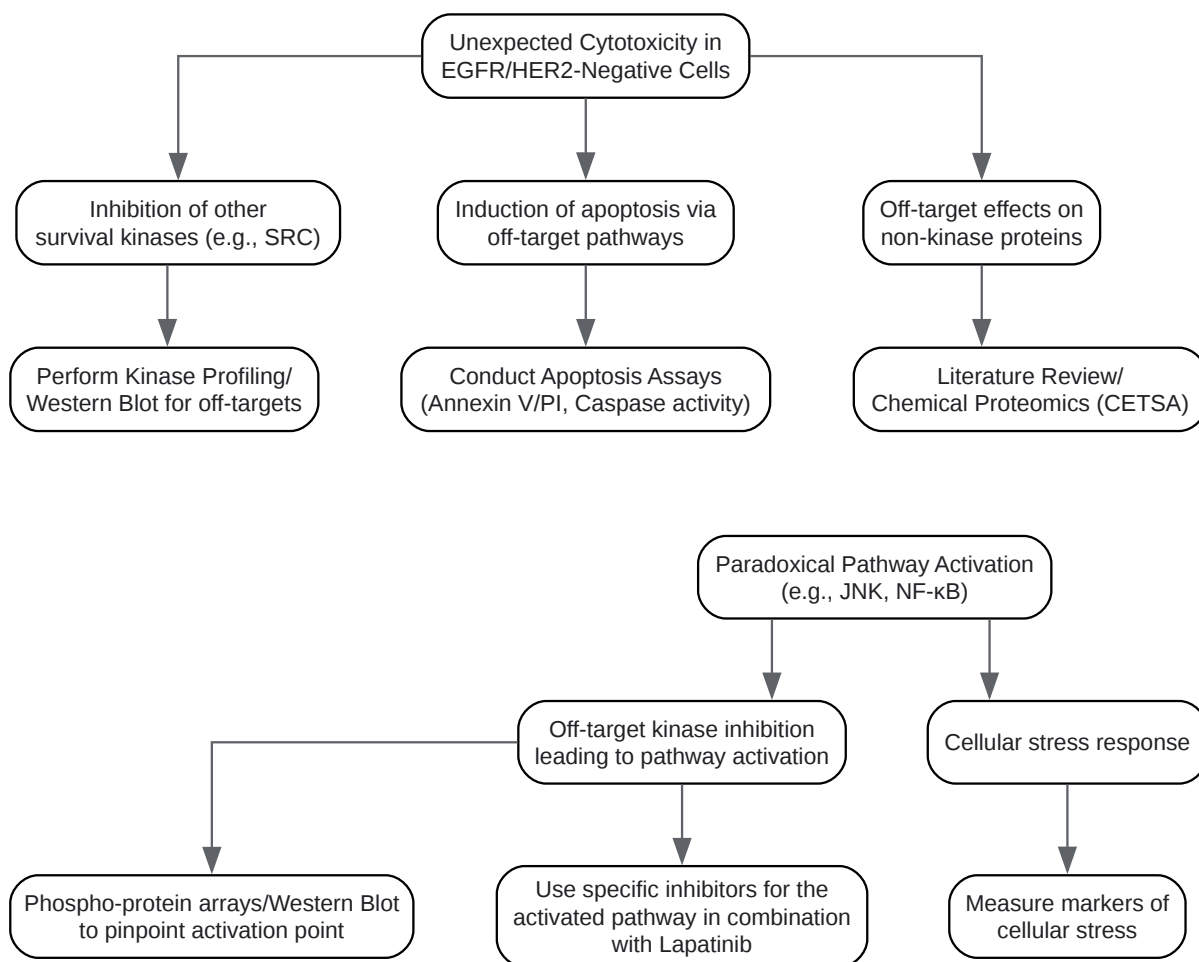 Unexpected Cytotoxicity in
EGFR/HER2-Negative Cells
Inhibition of other
survival kinases (e.g., SRC)
Induction of apoptosis via
off-target pathways
Off-target effects on
non-kinase proteins
Perform Kinase Profiling/
Western Blot for off-targets
Conduct Apoptosis Assays
(Annexin V/PI, Caspase activity)
Literature Review/
Chemical Proteomics (CETSA)
Paradoxical Pathway Activation
(e.g., JNK, NF-κB)
Off-target kinase inhibition
leading to pathway activation
Cellular stress response
Phospho-protein arrays/Western Blot
to pinpoint activation point
Use specific inhibitors for the
activated pathway in combination
with Lapatinib
Measure markers of
cellular stress